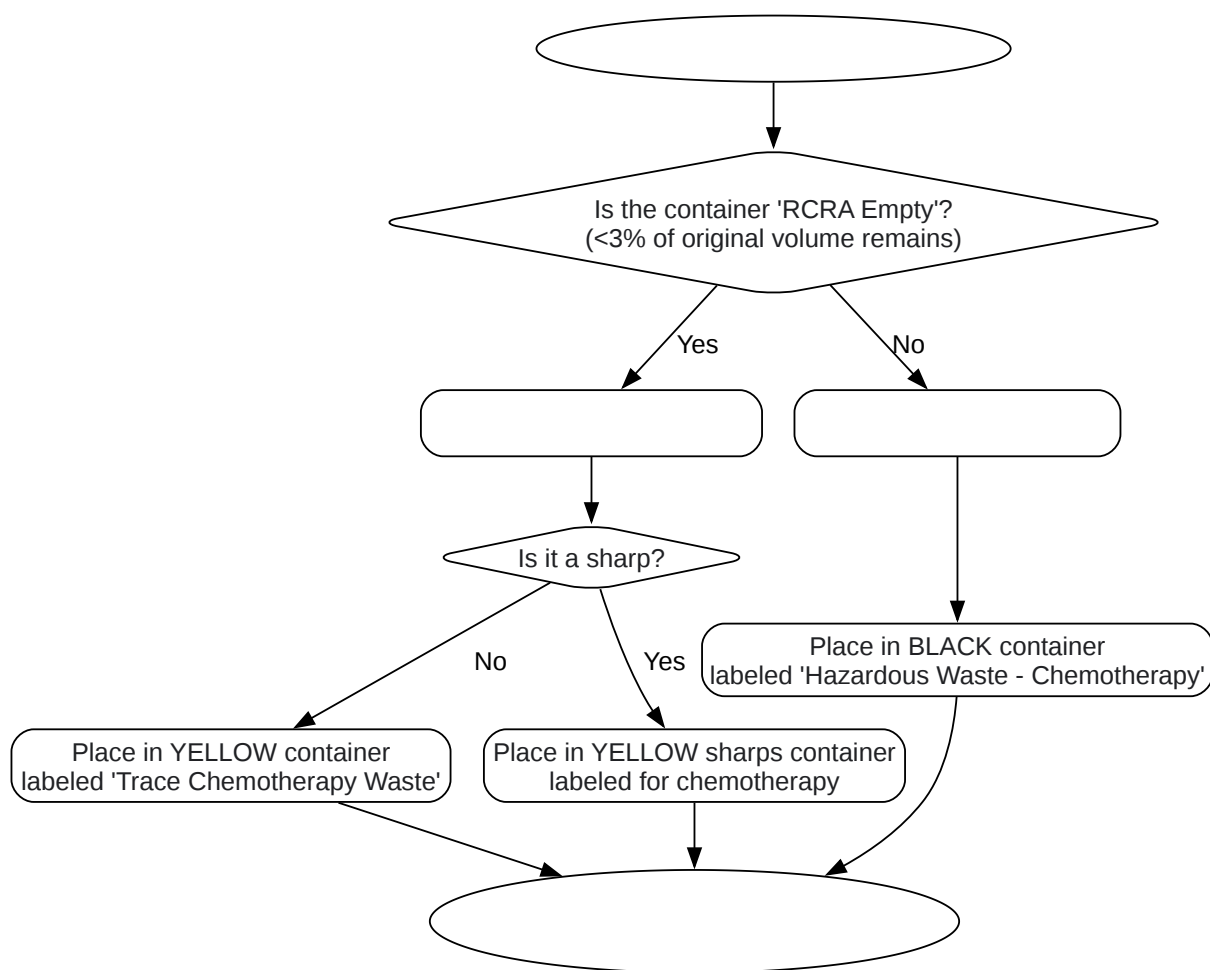 Is the container 'RCRA Empty'?
(<3% of original volume remains)
Yes
No
Is it a sharp?
No
Yes
Place in BLACK container
labeled 'Hazardous Waste - Chemotherapy'
Place in YELLOW container
labeled 'Trace Chemotherapy Waste'
Place in YELLOW sharps container
labeled for chemotherapy